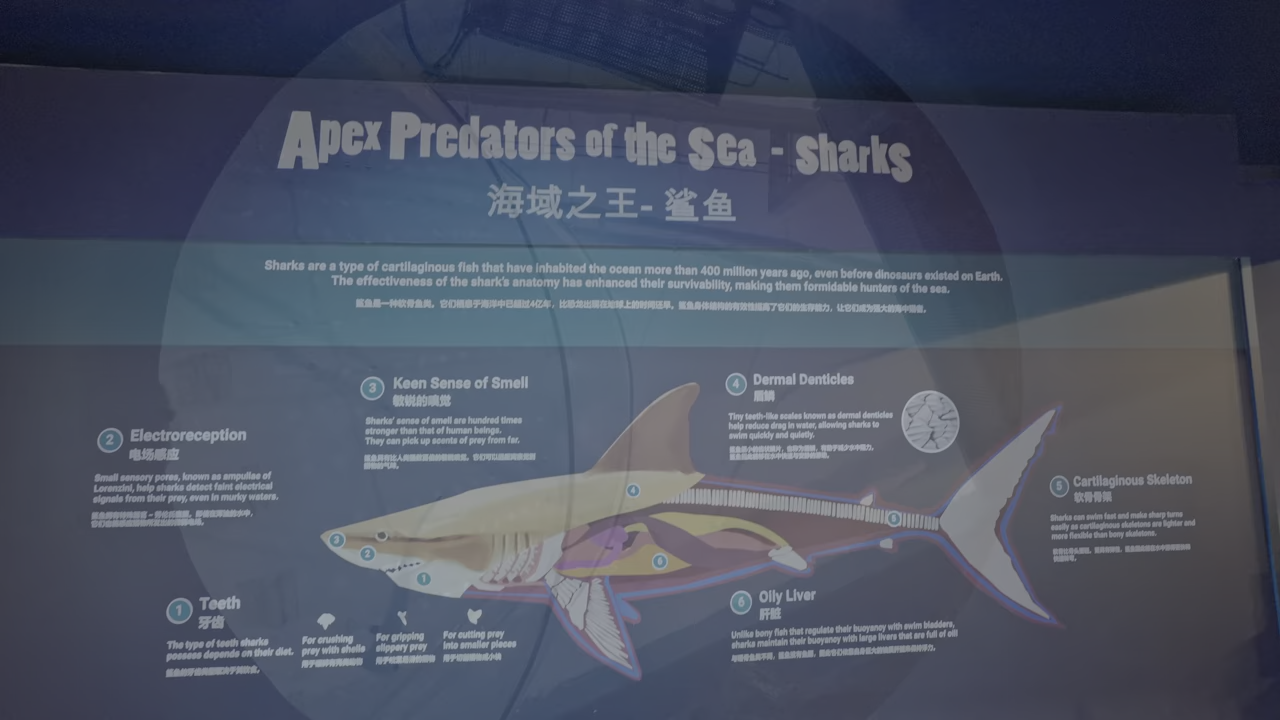 Apex Predators of the Sea - Sharks
海域之王- 鲨鱼
Sharks are a type of cartilaginous fish that have inhabited the ocean more than 400 million years ago, even before dinosaurs existed on Earth.
The effectiveness of the shark's anatomy has enhanced their survivability, making them formidable hunters of the sea.
3 Keen Sense of Smell
敏锐的嗅觉
Sharks' sense of smell are hundred times
stronger than that of human beings.
They can pick up scents of prey from far.
4 Dermal Denticles
盾鳞
Tiny teeth-like scales known as dermal denticles
help reduce drag in water, allowing sharks to
swim quickly and quietly.
2 Electroreception
电场感应
Small sensory pores, known as ampullae of
Lorenzini, help sharks detect faint electrical
signals from their prey, even in murky waters.
5 Cartilaginous Skeleton
软骨骨架
Sharks can swim fast and make sharp turns
easily as cartilaginous skeletons are lighter and
more flexible than bony skeletons.
4
5
3
2
1
6
1 Teeth
牙齿
The type of teeth sharks
possess depends on their diet.
For crushing
prey with shells
For gripping
slippery prey
For cutting prey
into smaller pieces
6 Oily Liver
肝脏
Unlike bony fish that regulate their buoyancy with swim bladders,
sharks maintain their buoyancy with large livers that are full of oil